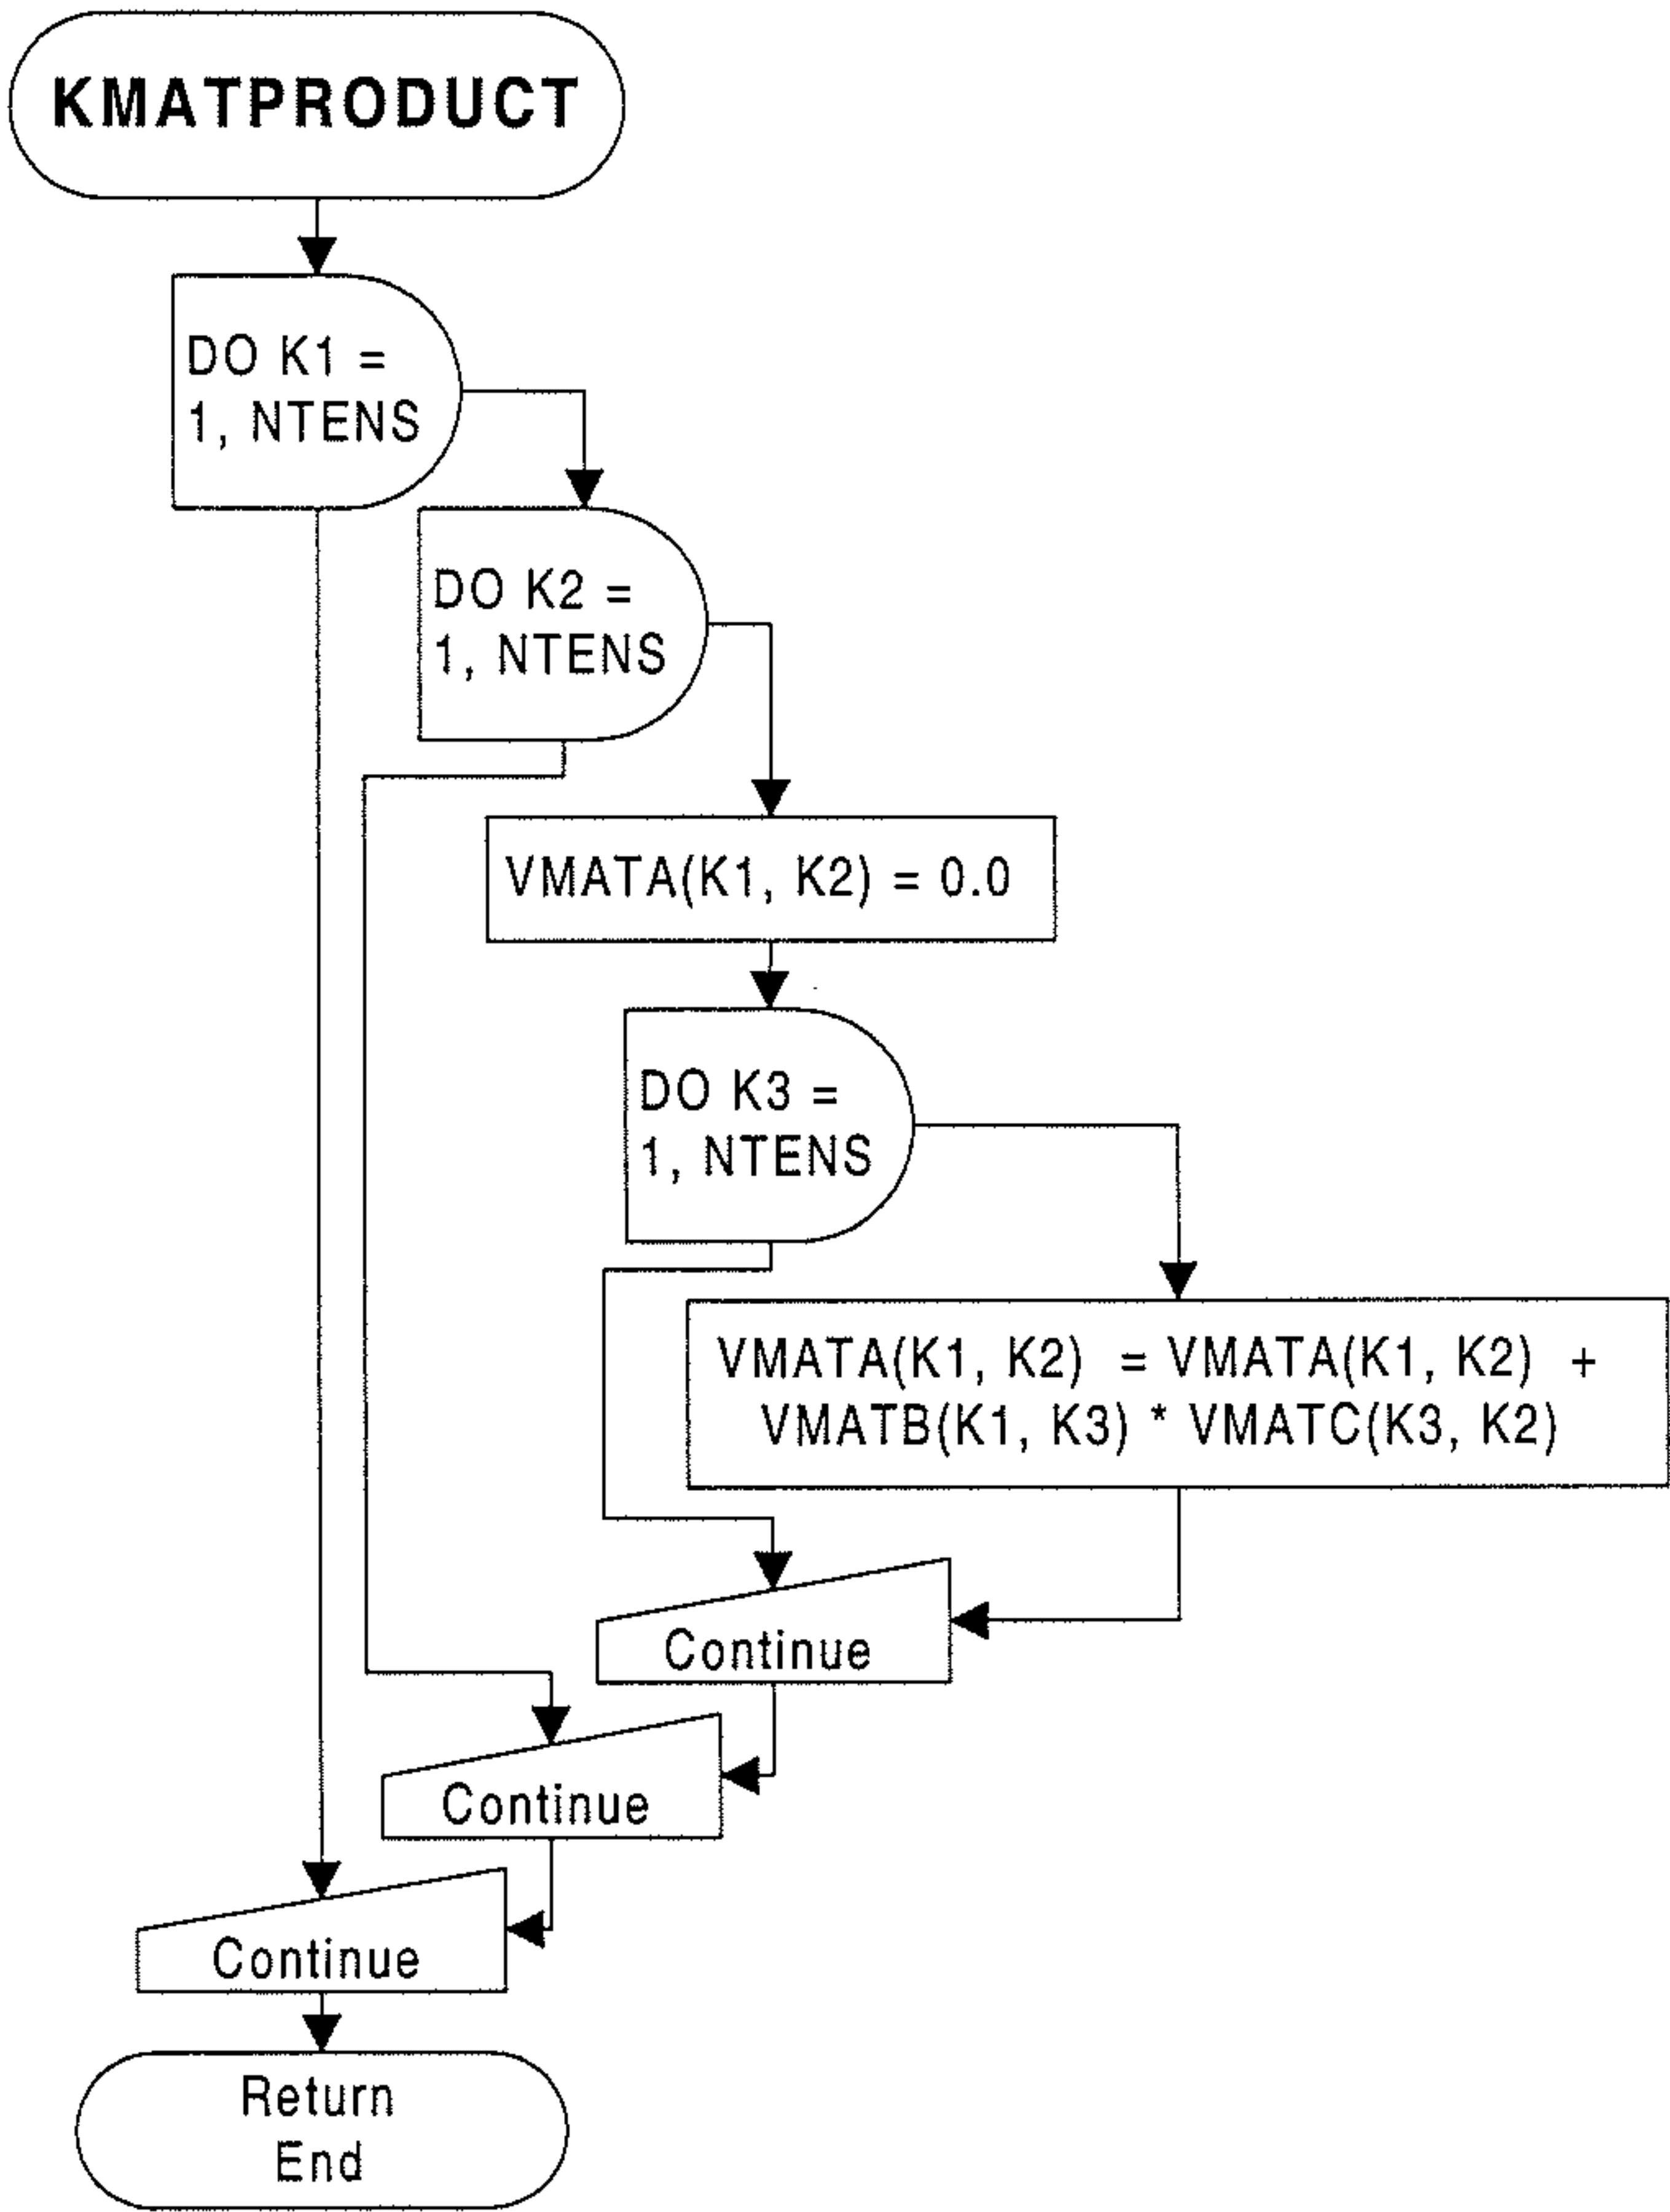 KMATPRODUCT
DO K1 =
1, NTENS
DO K2 =
1, NTENS
VMATA(K1, K2) = 0.0
DO K3 =
1, NTENS
VMATA(K1, K2) = VMATA(K1, K2) +
VMATB(K1, K3) * VMATC(K3, K2)
Continue
Continue
Continue
Return
End